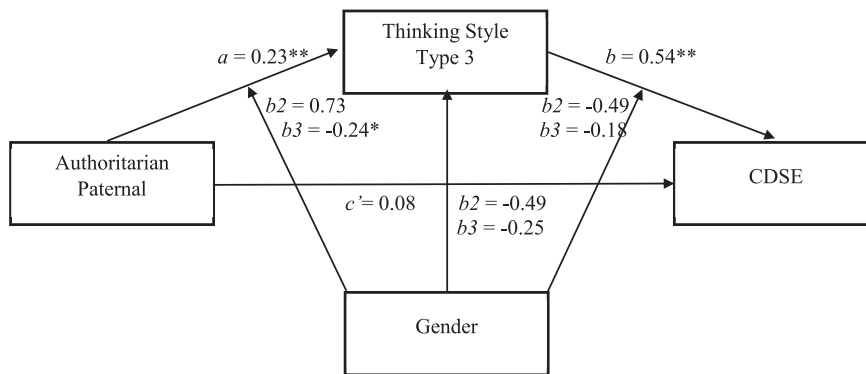 Thinking Style
Type 3
a = 0.23**
b = 0.54**
b2 = 0.73
b3 = -0.24*
b2 = -0.49
b3 = -0.18
Authoritarian
Paternal
CDSE
c’= 0.08
b2 = -0.49
b3 = -0.25
Gender